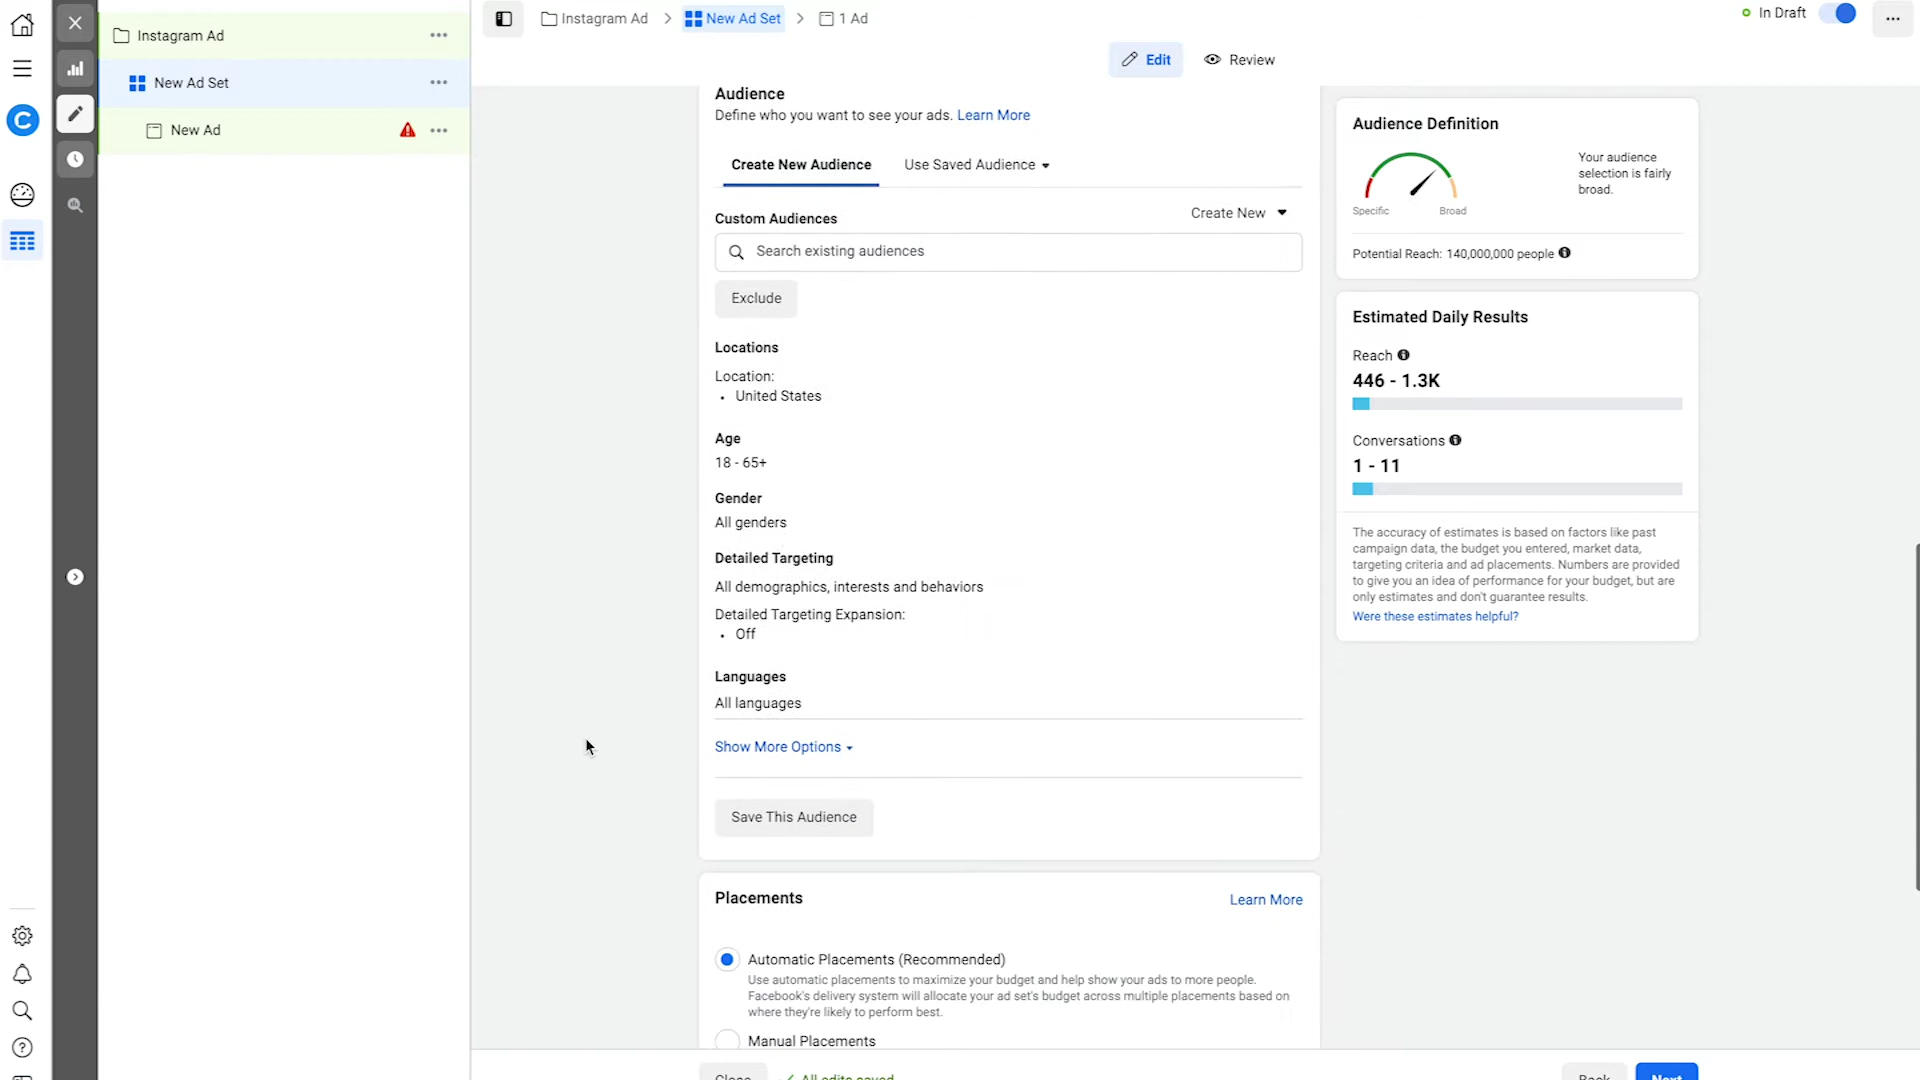 Instagram Ad
New Ad Set
New Ad
Instagram Ad
New Ad Set
1 Ad
In Draft
Edit
Review
Audience
Define who you want to see your ads. Learn More
Create New Audience
Use Saved Audience
Custom Audiences
Create New
Search existing audiences
Exclude
Locations
Location:
• United States
Age
18 - 65+
Gender
All genders
Detailed Targeting
All demographics, interests and behaviors
Detailed Targeting Expansion:
• Off
Languages
All languages
Show More Options
Save This Audience
Placements
Learn More
Automatic Placements (Recommended)
Use automatic placements to maximize your budget and help show your ads to more people.
Facebook's delivery system will allocate your ad set's budget across multiple placements based on
where they're likely to perform best.
Manual Placements
Close
All edits saved
Back
Next
Audience Definition
Your audience
selection is fairly
broad.
Specific
Broad
Potential Reach: 140,000,000 people
Estimated Daily Results
Reach
446 - 1.3K
Conversations
1 - 11
The accuracy of estimates is based on factors like past
campaign data, the budget you entered, market data,
targeting criteria and ad placements. Numbers are provided
to give you an idea of performance for your budget, but are
only estimates and don't guarantee results.
Were these estimates helpful?